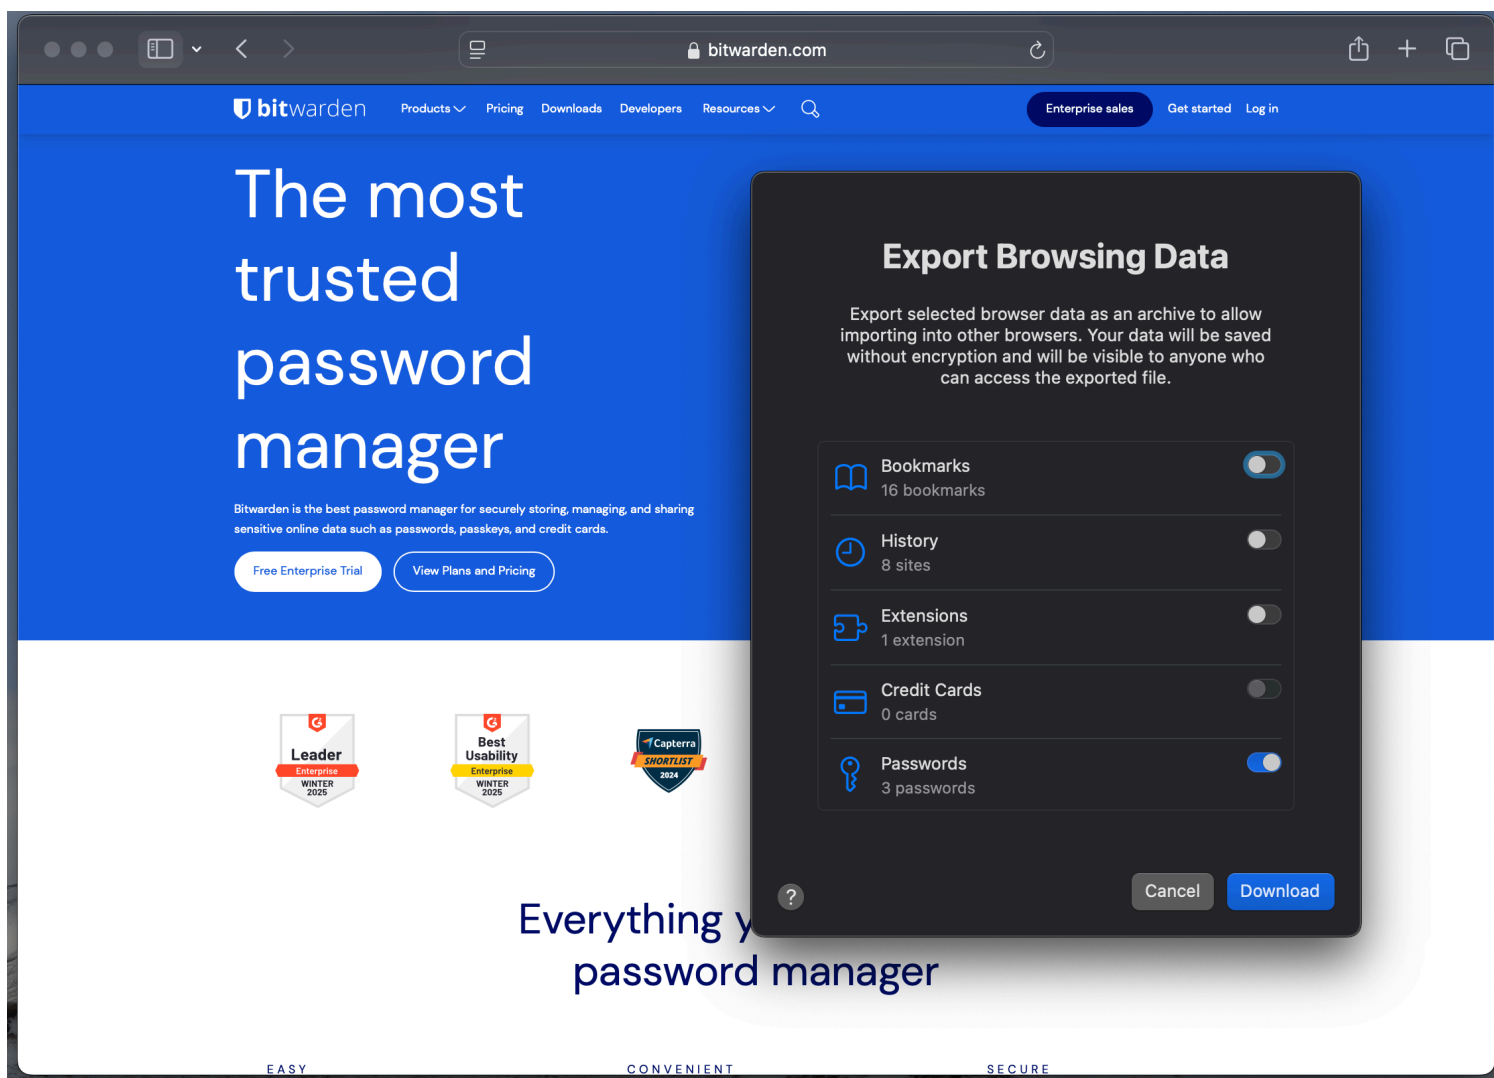 bitwarden.com
bitwarden
Products
Pricing
Downloads
Developers
Resources
Enterprise sales
Get started
Log in
The most
trusted
password
manager
Bitwarden is the best password manager for securely storing, managing, and sharing
sensitive online data such as passwords, passkeys, and credit cards.
Free Enterprise Trial
View Plans and Pricing
Leader
Enterprise
WINTER
2025
Best
Usability
Enterprise
WINTER
2025
Capterra
SHORTLIST
2024
Everything y
password manager
EASY
CONVENIENT
SECURE
Export Browsing Data
Export selected browser data as an archive to allow
importing into other browsers. Your data will be saved
without encryption and will be visible to anyone who
can access the exported file.
Bookmarks
16 bookmarks
History
8 sites
Extensions
1 extension
Credit Cards
0 cards
Passwords
3 passwords
?
Cancel
Download